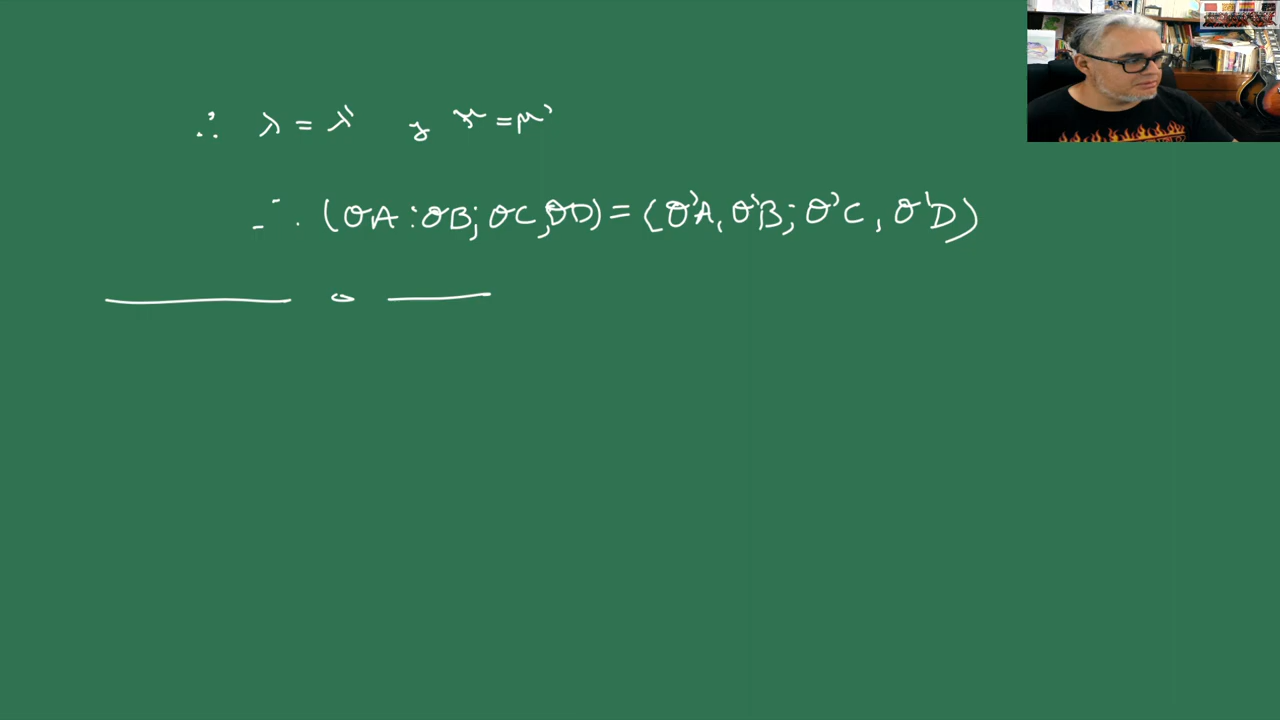 ∴ λ = λ' y μ = μ'
∴ (OA : OB; OC, OD) = (O'A, O'B; O'C, O'D)